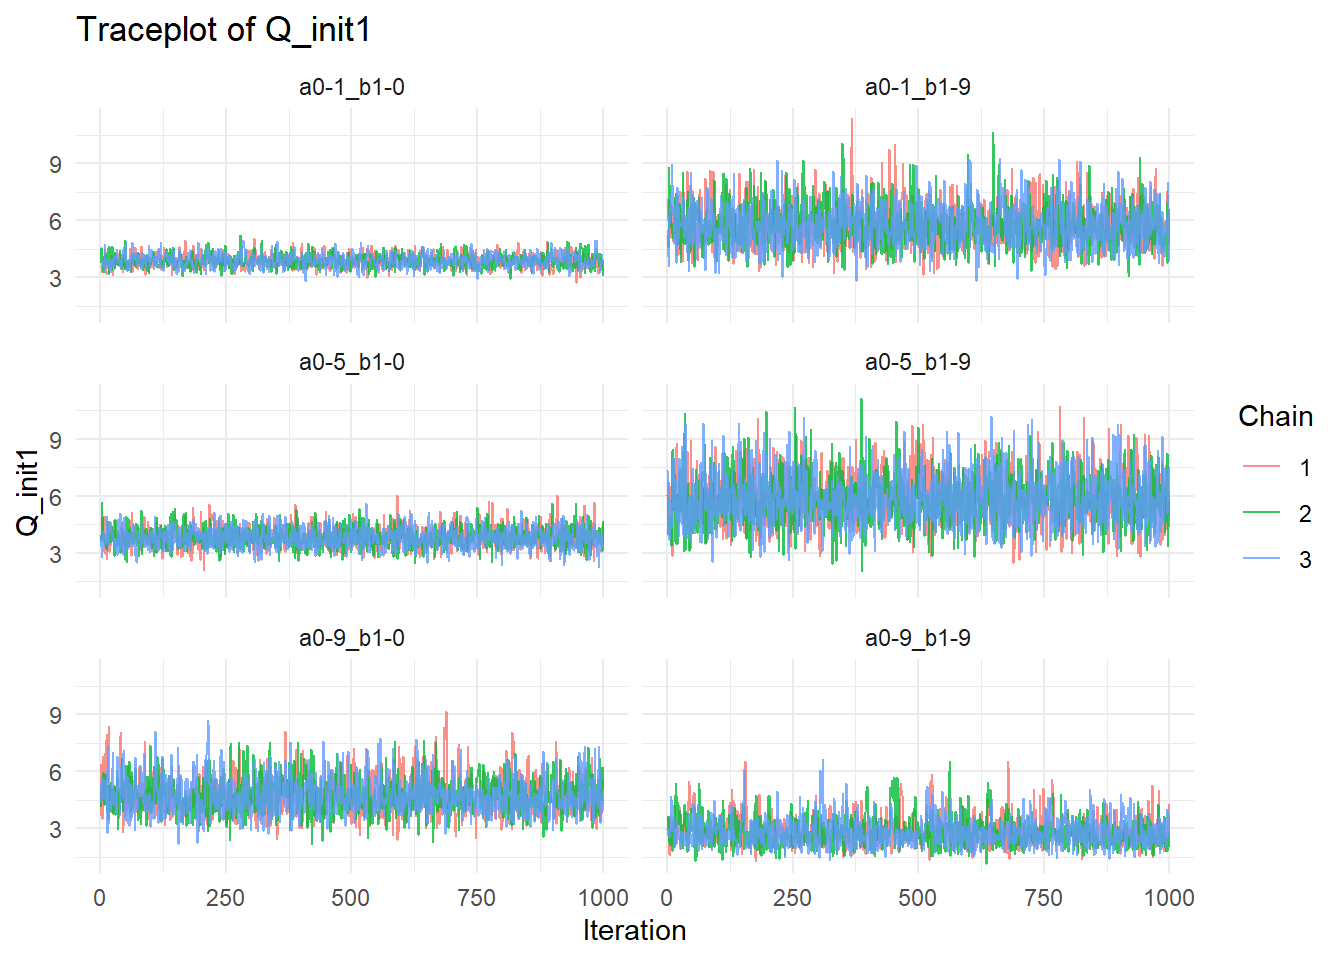 Traceplot of Q_init1
a0-1_b1-0
a0-1_b1-9
9
6
3
a0-5_b1-0
a0-5_b1-9
9
6
3
Q_init1
a0-9_b1-0
a0-9_b1-9
9
6
3
0 250 500 750 1000
0 250 500 750 1000
Iteration
Chain
1
2
3